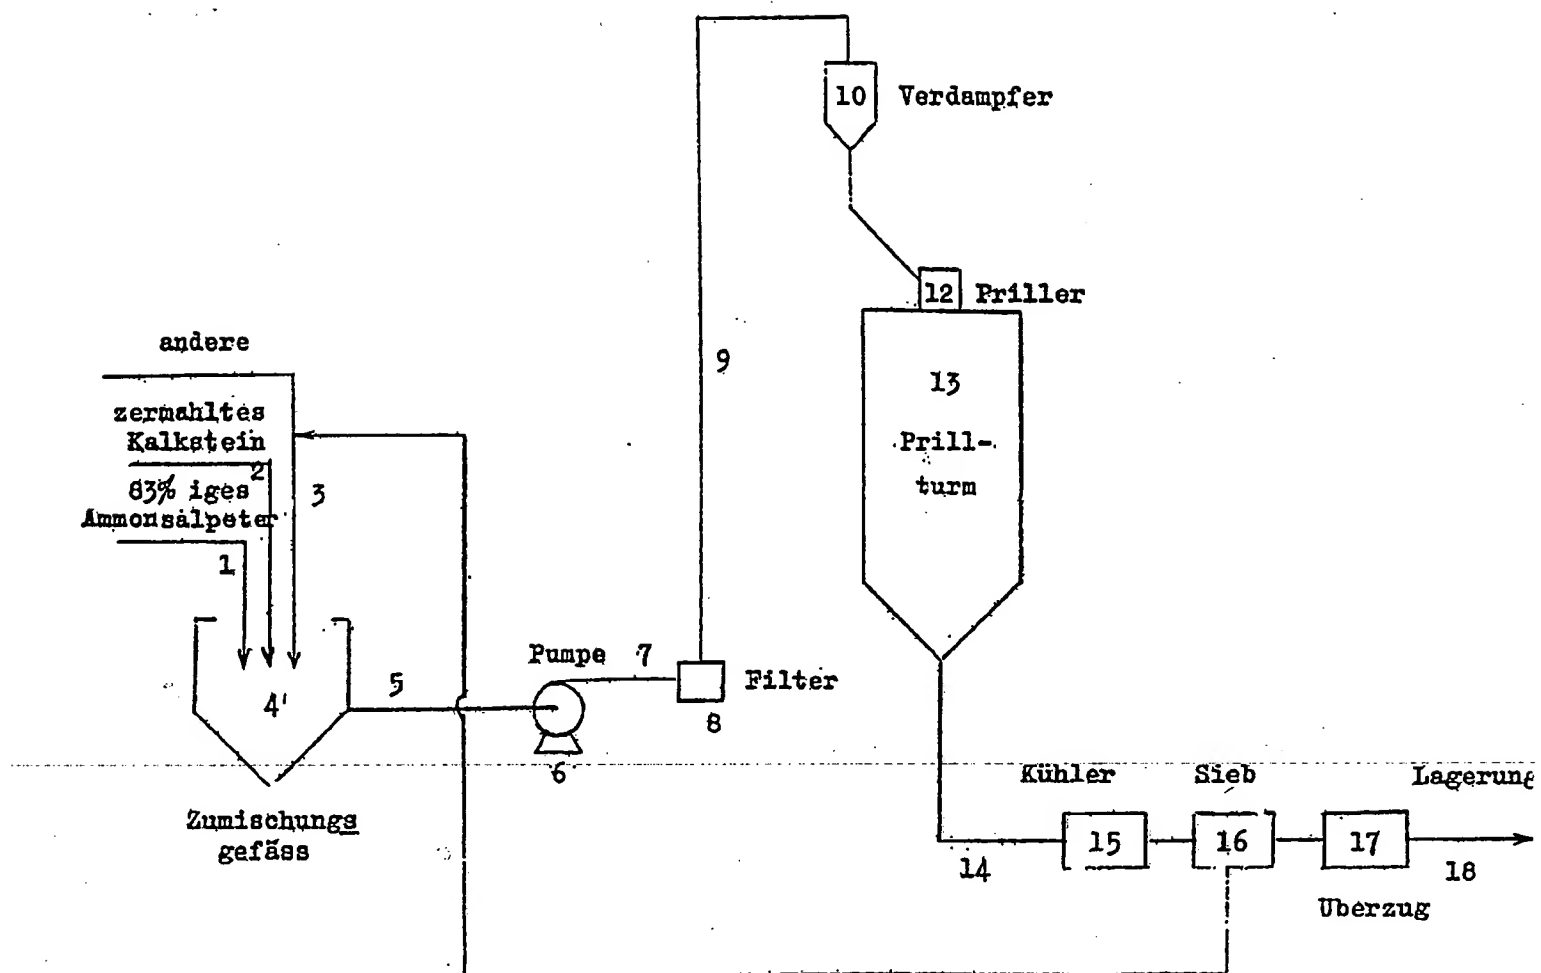 10 Verdampfer
12 Priller
andere
9
13
zermahltes
Kalkstein
2
Prill-
turm
83% iges
3
Ammonsalpeter
1
Pumpe 7
Filter
5
4
8
6
Kühler
Sieb
Lagerung
Zumischungs
gefäss
15
16
17
14
18
Uberzug